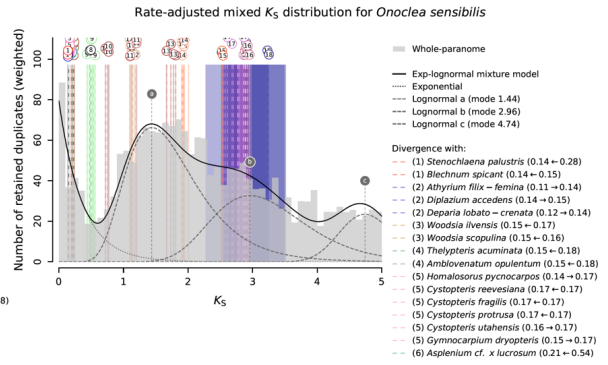 Rate-adjusted mixed KS distribution for Onoclea sensibilis
Number of retained duplicates (weighted)
100
80
60
40
20
0
0 1 2 3 4 5
KS
a
b
c
8)
Whole-paranome
Exp-lognormal mixture model
Exponential
Lognormal a (mode 1.44)
Lognormal b (mode 2.96)
Lognormal c (mode 4.74)
Divergence with:
(1) Stenochlaena palustris (0.14←0.28)
(1) Blechnum spicant (0.14←0.15)
(2) Athyrium filix − femina (0.11→0.14)
(2) Diplazium accedens (0.14→0.15)
(2) Deparia lobato − crenata (0.12→0.14)
(3) Woodsia ilvensis (0.15←0.17)
(3) Woodsia scopulina (0.15←0.16)
(4) Thelypteris acuminata (0.15←0.18)
(4) Amblovenatum opulentum (0.15←0.18)
(5) Homalosorus pycnocarpos (0.14→0.17)
(5) Cystopteris reevesiana (0.17←0.17)
(5) Cystopteris fragilis (0.17←0.17)
(5) Cystopteris protrusa (0.17←0.17)
(5) Cystopteris utahensis (0.16→0.17)
(5) Gymnocarpium dryopteris (0.15→0.17)
(6) Asplenium cf. x lucrosum (0.21←0.54)